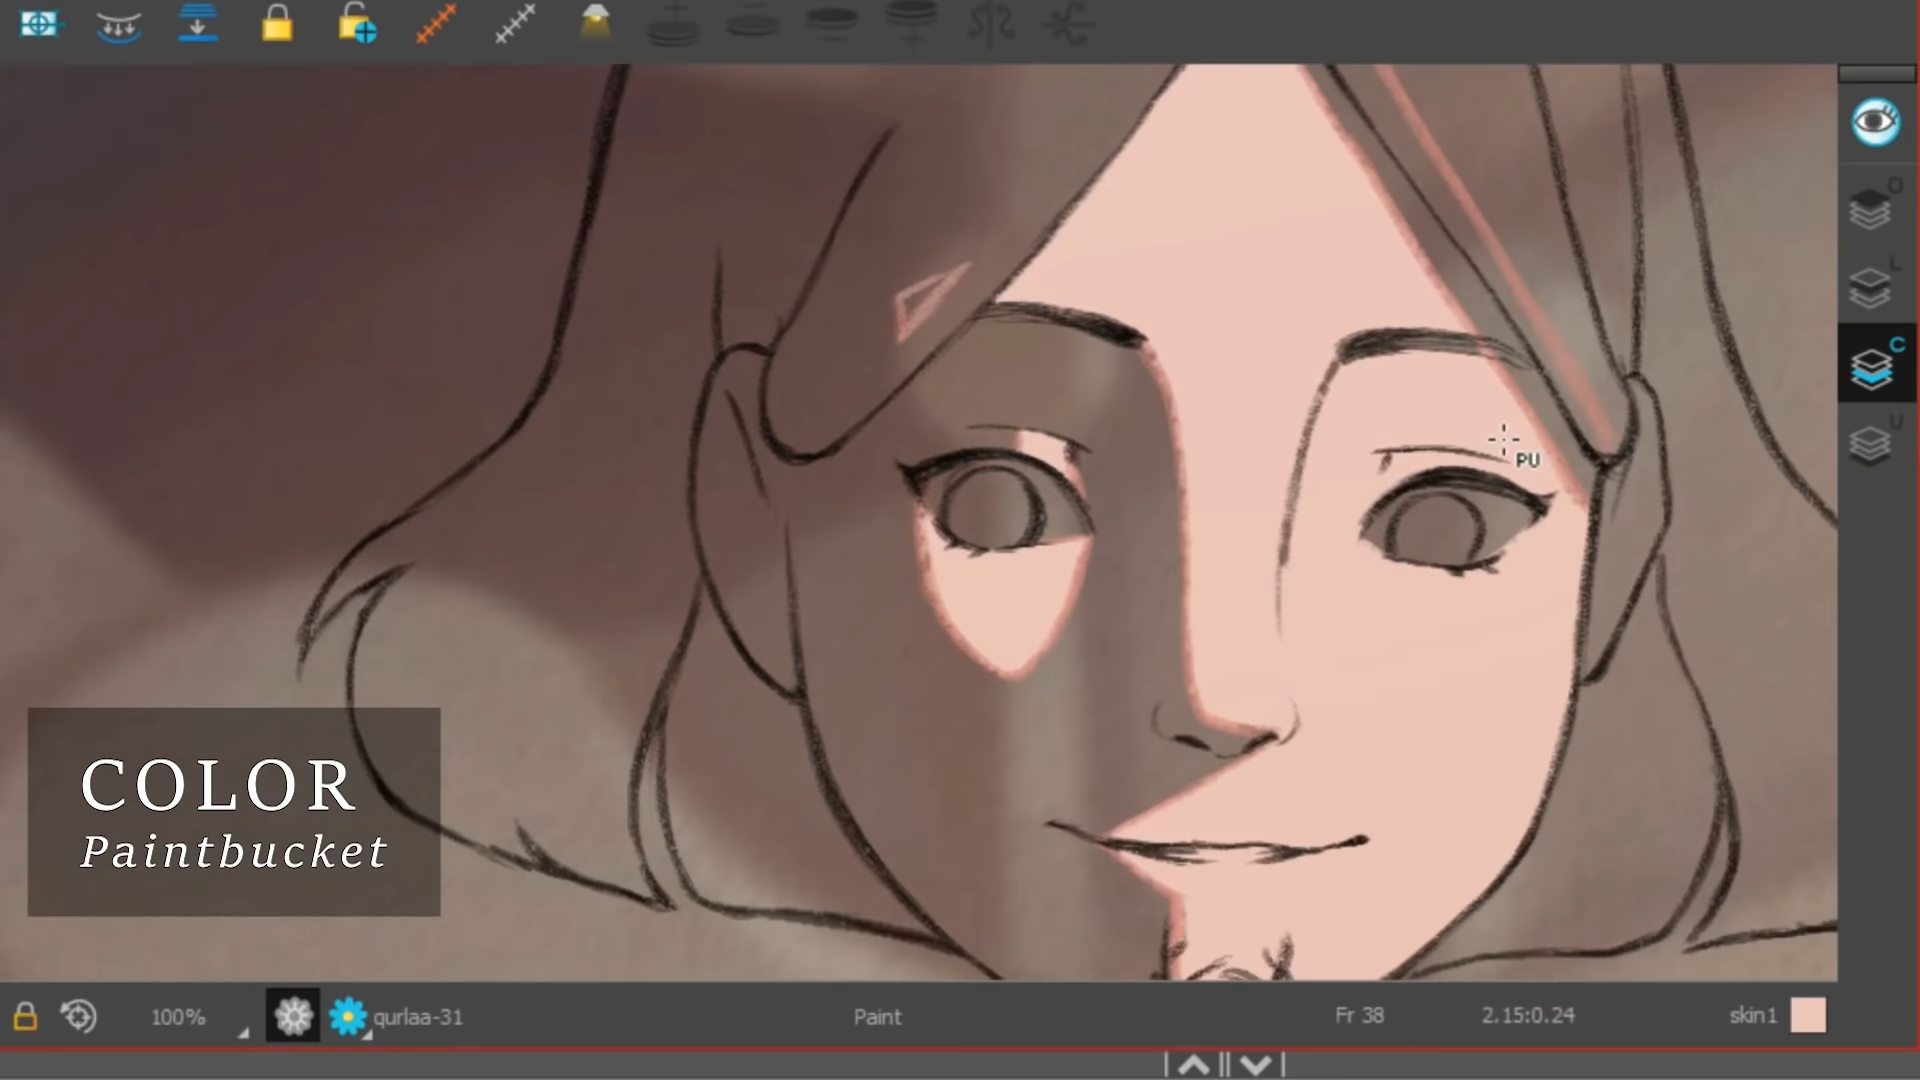 O
L
C
U
PU
COLOR
Paintbucket
100%
qurlaa-31
Paint
Fr 38
2.15:0.24
skin1